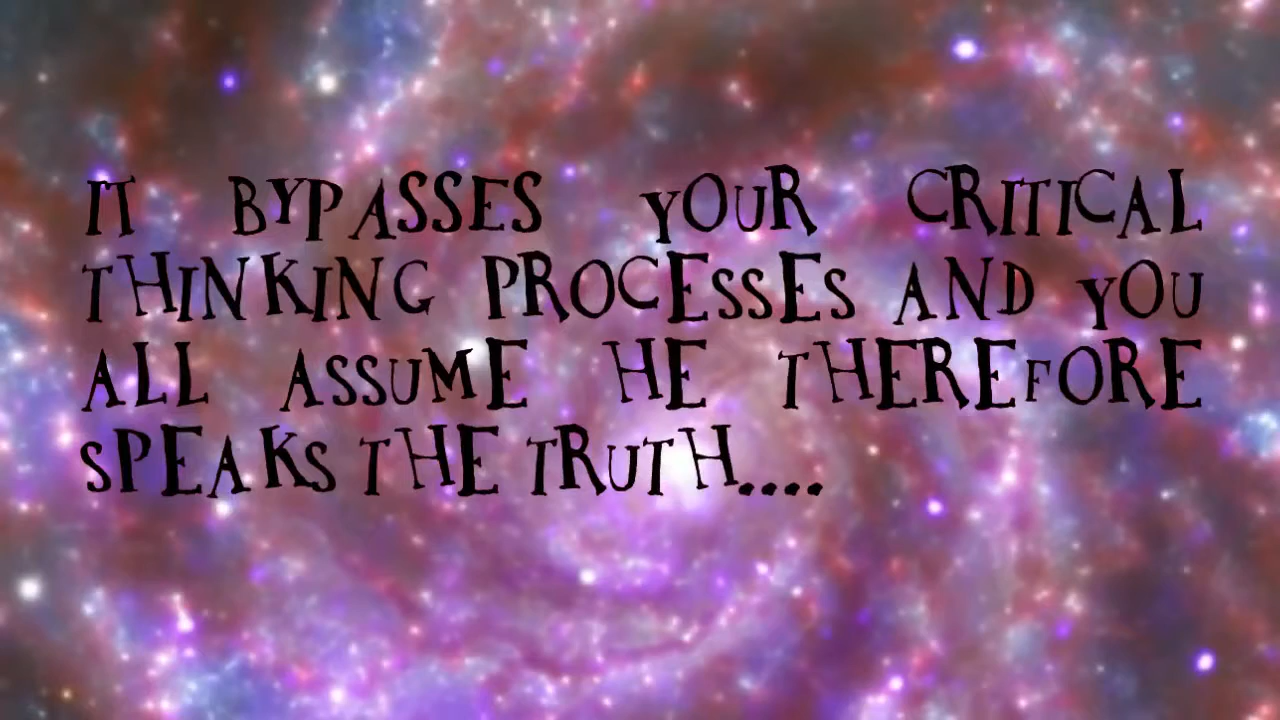 IT BYPASSES YOUR CRITICAL
THINKING PROCESSES AND YOU
ALL ASSUME HE THEREFORE
SPEAKS THE TRUTH....